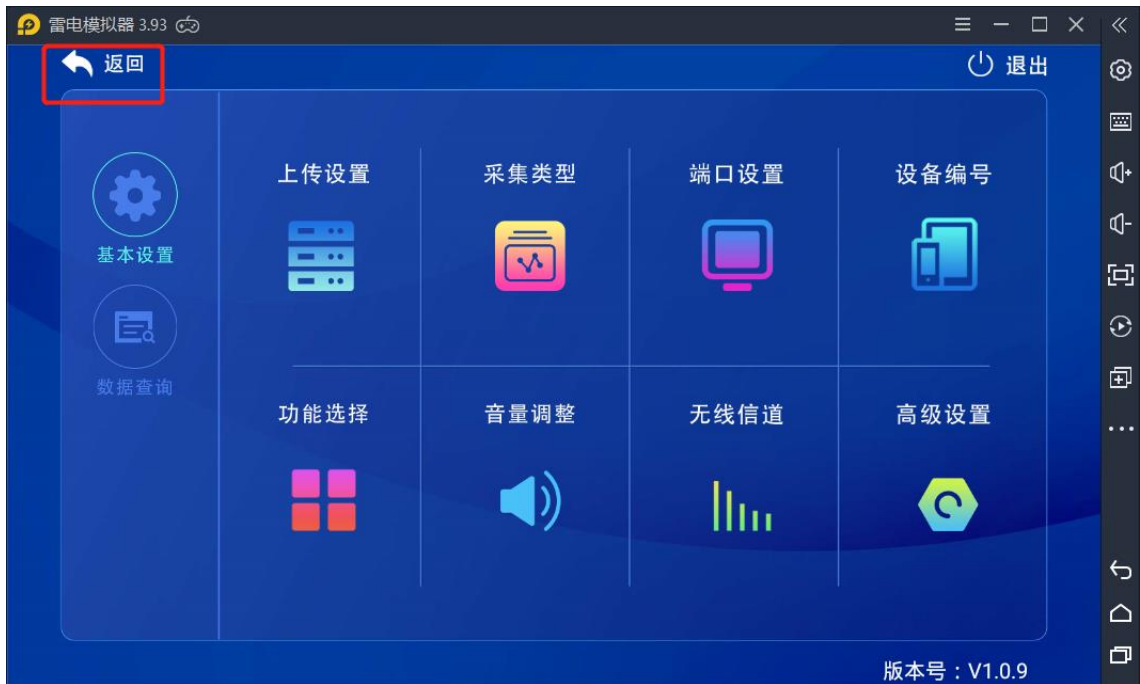 雷电模拟器 3.93
返回
退出
上传设置
采集类型
端口设置
设备编号
基本设置
数据查询
功能选择
音量调整
无线信道
高级设置
版本号：V1.0.9